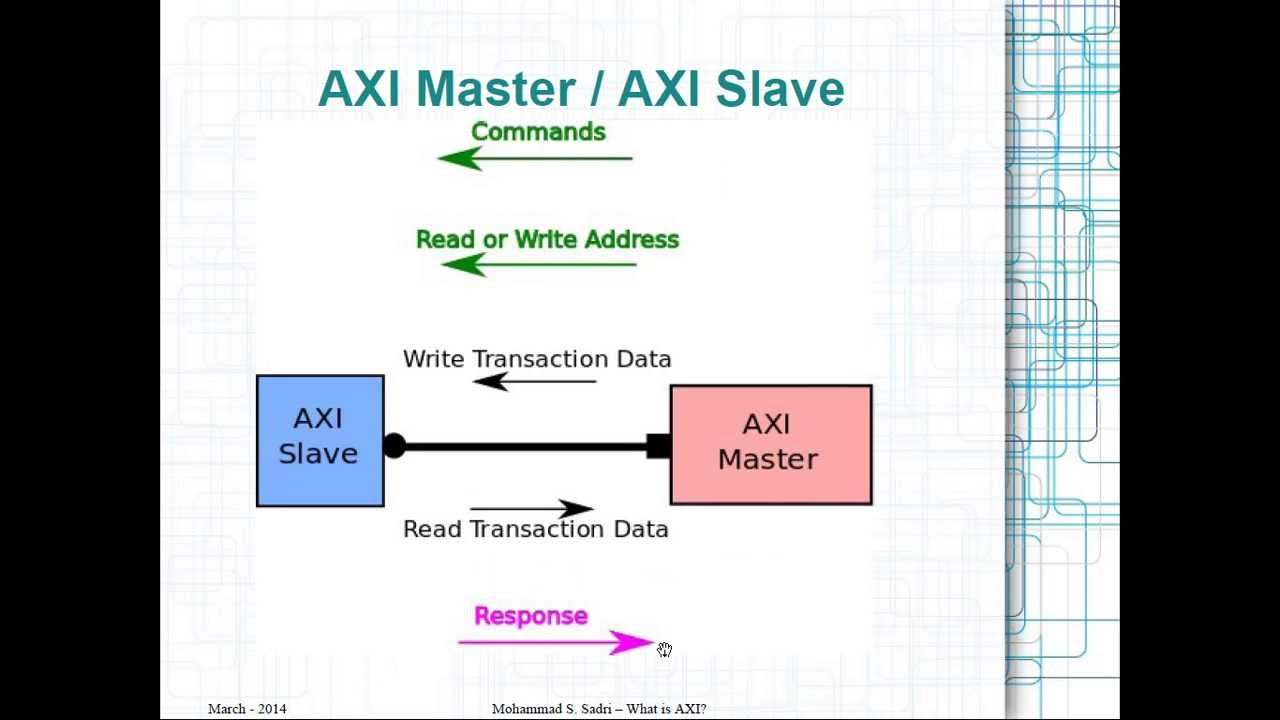 AXI Master / AXI Slave
Commands
Read or Write Address
Write Transaction Data
AXI
Slave
AXI
Master
Read Transaction Data
Response
March - 2014
Mohammad S. Sadri – What is AXI?